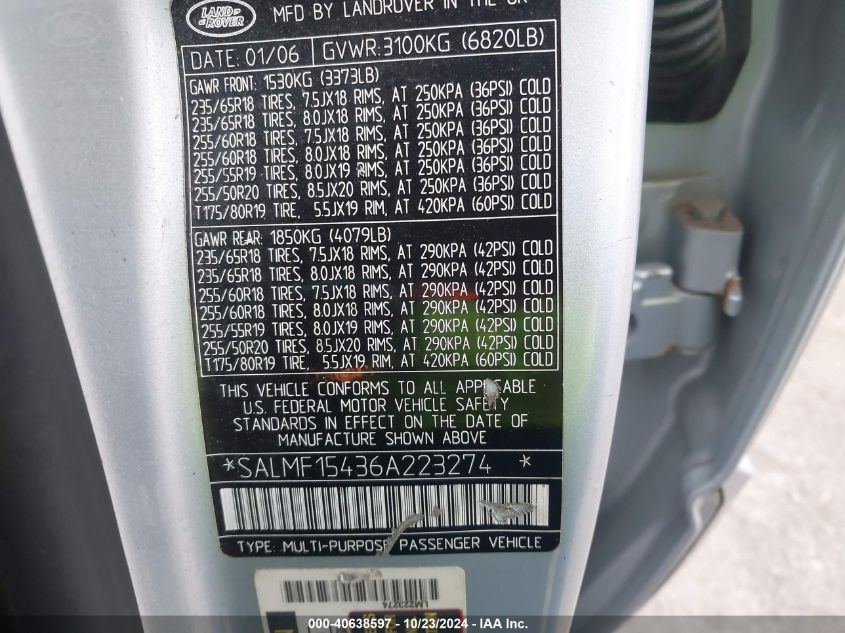 LAND
ROVER
MFD BY LANDROVER IN THE UK
DATE: 01/06 GVWR: 3100KG (6820LB)
GAWR FRONT: 1530KG (3373LB)
235/65R18 TIRES, 7.5JX18 RIMS, AT 250KPA (36PSI) COLD
235/65R18 TIRES, 8.0JX18 RIMS, AT 250KPA (36PSI) COLD
255/60R18 TIRES, 7.5JX18 RIMS, AT 250KPA (36PSI) COLD
255/60R18 TIRES, 8.0JX18 RIMS, AT 250KPA (36PSI) COLD
255/55R19 TIRES, 8.0JX19 RIMS, AT 250KPA (36PSI) COLD
255/50R20 TIRES, 8.5JX20 RIMS, AT 250KPA (36PSI) COLD
T175/80R19 TIRE, 5.5JX19 RIM, AT 420KPA (60PSI) COLD
GAWR REAR: 1850KG (4079LB)
235/65R18 TIRES, 7.5JX18 RIMS, AT 290KPA (42PSI) COLD
235/65R18 TIRES, 8.0JX18 RIMS, AT 290KPA (42PSI) COLD
255/60R18 TIRES, 7.5JX18 RIMS, AT 290KPA (42PSI) COLD
255/60R18 TIRES, 8.0JX18 RIMS, AT 290KPA (42PSI) COLD
255/55R19 TIRES, 8.0JX19 RIMS, AT 290KPA (42PSI) COLD
255/50R20 TIRES, 8.5JX20 RIMS, AT 290KPA (42PSI) COLD
T175/80R19 TIRE, 5.5JX19 RIM, AT 420KPA (60PSI) COLD
THIS VEHICLE CONFORMS TO ALL APPLICABLE
U.S. FEDERAL MOTOR VEHICLE SAFETY
STANDARDS IN EFFECT ON THE DATE OF
MANUFACTURE SHOWN ABOVE
*SALMF15436A223274 *
TYPE: MULTI-PURPOSE PASSENGER VEHICLE
LM223274
000-40638597 - 10/23/2024 - IAA Inc.